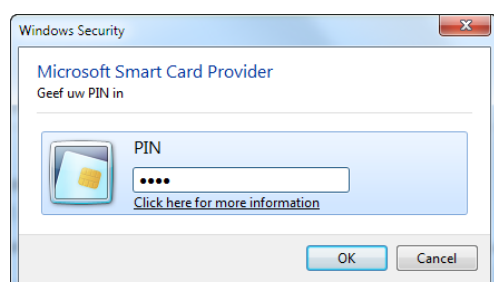 Windows Security
Microsoft Smart Card Provider
Geef uw PIN in
PIN
••••
Click here for more information
OK Cancel